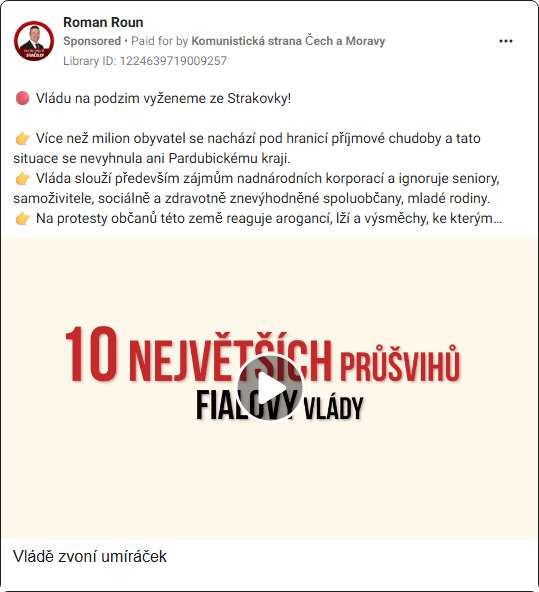 Roman Roun
Sponsored • Paid for by Komunistická strana Čech a Moravy
Library ID: 1224639719009257
Vládu na podzim vyženeme ze Strakovky!
👉 Více než milion obyvatel se nachází pod hranicí příjmové chudoby a tato
situace se nevyhnula ani Pardubickému kraji.
👉 Vláda slouží především zájmům nadnárodních korporací a ignoruje seniory,
samoživitele, sociálně a zdravotně znevýhodněné spoluobčany, mladé rodiny.
👉 Na protesty občanů této země reaguje arogancí, lží a výsměchy, ke kterým...
10 NEJVĚTŠÍCH PRŮŠVIHŮ
FIALOVY VLÁDY
Vládě zvoní umíráček